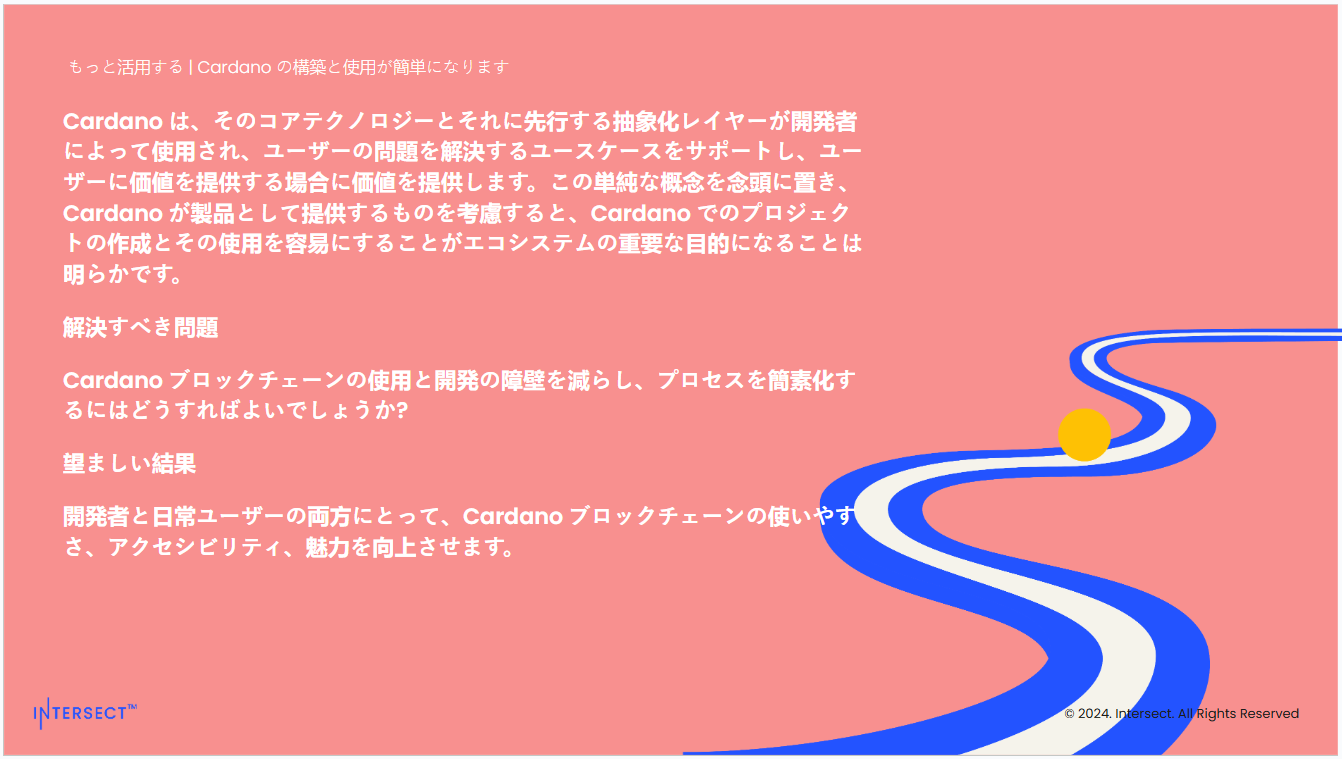 もっと活用する | Cardano の構築と使用が簡単になります
Cardano は、そのコアテクノロジーとそれに先行する抽象化レイヤーが開発者
によって使用され、ユーザーの問題を解決するユースケースをサポートし、ユー
ザーに価値を提供する場合に価値を提供します。この単純な概念を念頭に置き、
Cardano が製品として提供するものを考慮すると、Cardano でのプロジェク
トの作成とその使用を容易にすることがエコシステムの重要な目的になることは
明らかです。
解決すべき問題
Cardano ブロックチェーンの使用と開発の障壁を減らし、プロセスを簡素化す
るにはどうすればよいでしょうか?
望ましい結果
開発者と日常ユーザーの両方にとって、Cardano ブロックチェーンの使いやす
さ、アクセシビリティ、魅力を向上させます。
INTERSECT™
© 2024. Intersect. All Rights Reserved